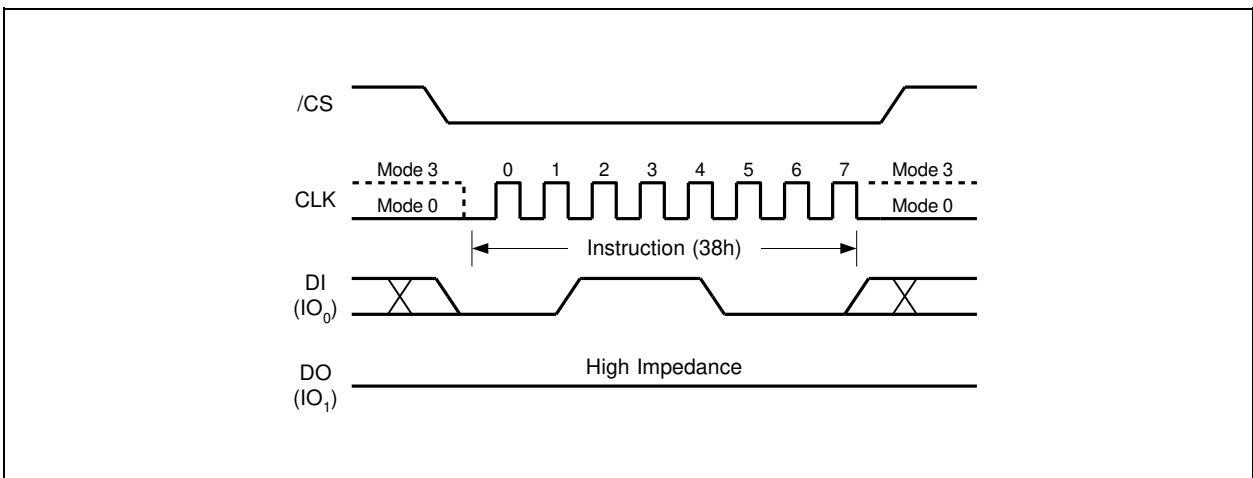 /CS
Mode 3 0 1 2 3 4 5 6 7 Mode 3
CLK
Mode 0 Mode 0
Instruction (38h)
DI
(IO0)
High Impedance
DO
(IO1)